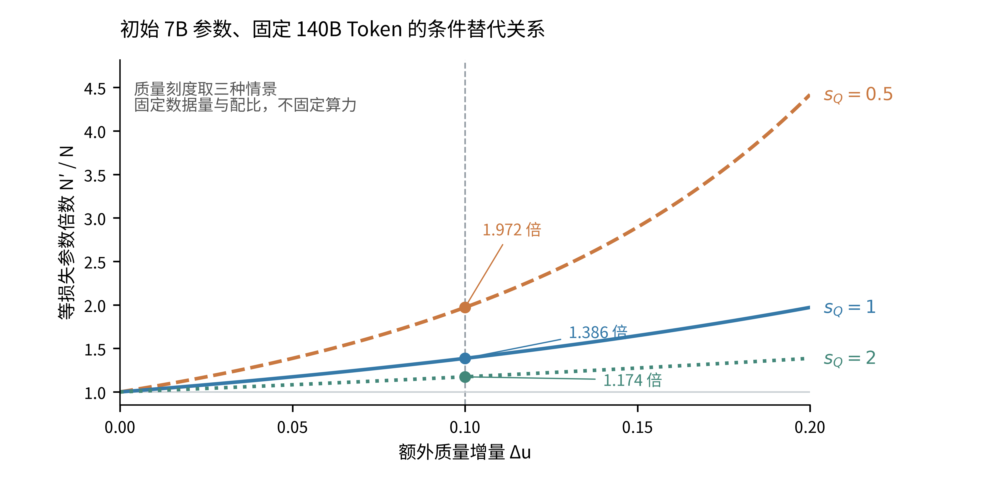 初始 7B 参数、固定 140B Token 的条件替代关系
质量刻度取三种情景
固定数据量与配比，不固定算力
等损失参数倍数 N' / N
4.5
4.0
3.5
3.0
2.5
2.0
1.5
1.0
1.972 倍
1.386 倍
1.174 倍
s_Q = 0.5
s_Q = 1
s_Q = 2
0.00
0.05
0.10
0.15
0.20
额外质量增量 Δu